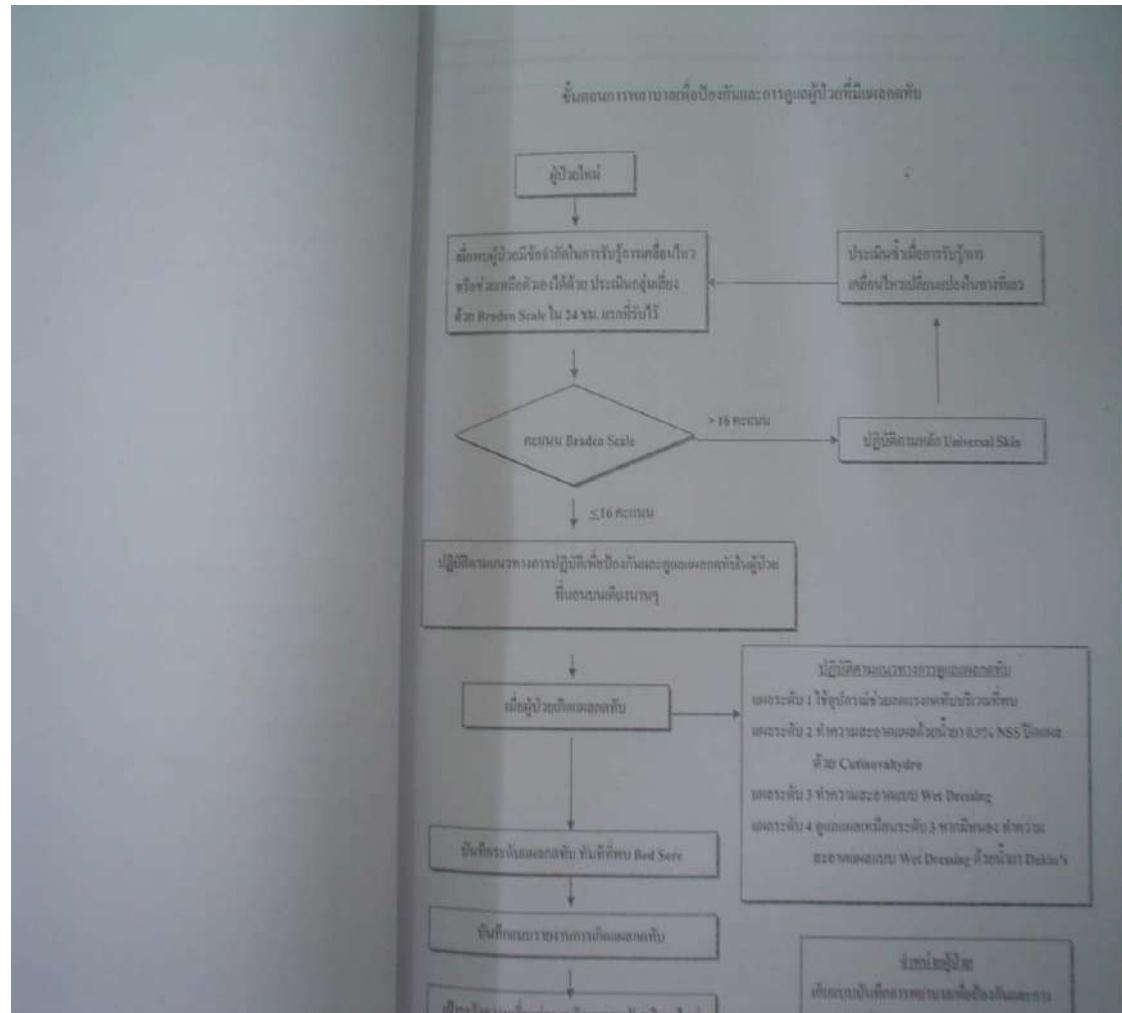 ขั้นตอนการพยาบาลเพื่อป้องกันและการดูแลผู้ป่วยที่มีแผลกดทับ
ผู้ป่วยใหม่
เมื่อพบผู้ป่วยมีข้อจำกัดในการรับรู้การเคลื่อนไหว
หรือช่วยเหลือตัวเองได้ด้วย ประเมินกลุ่มเสี่ยง
ด้วย Braden Scale ใน 24 ชม. แรกที่รับไว้
ประเมินซ้ำเมื่อการรับรู้การ
เคลื่อนไหวเปลี่ยนแปลงในทางที่เลว
คะแนน Braden Scale
> 16 คะแนน
ปฏิบัติตามหลัก Universal Skin
≤16 คะแนน
ปฏิบัติตามแนวทางการปฏิบัติเพื่อป้องกันและดูแลแผลกดทับในผู้ป่วย
ที่นอนบนเตียงนานๆ
เมื่อผู้ป่วยเกิดแผลกดทับ
ปฏิบัติตามแนวทางการดูแลแผลกดทับ
แผลระดับ 1 ใช้อุปกรณ์ช่วยลดแรงกดทับบริเวณที่พบ
แผลระดับ 2 ทำความสะอาดแผลด้วยน้ำยา 0.9% NSS ปิดแผล
ด้วย Cutinovahydro
แผลระดับ 3 ทำความสะอาดแบบ Wet Dressing
แผลระดับ 4 ดูแลแผลเหมือนระดับ 3 หากมีหนอง ทำความ
สะอาดแผลแบบ Wet Dressing ด้วยน้ำยา Dakin's
บันทึกระดับแผลกดทับ ทันทีที่พบ Bed Sore
บันทึกแบบรายงานการเกิดแผลกดทับ
จำหน่ายผู้ป่วย
เก็บแบบบันทึกการพยาบาลเพื่อป้องกันและการ